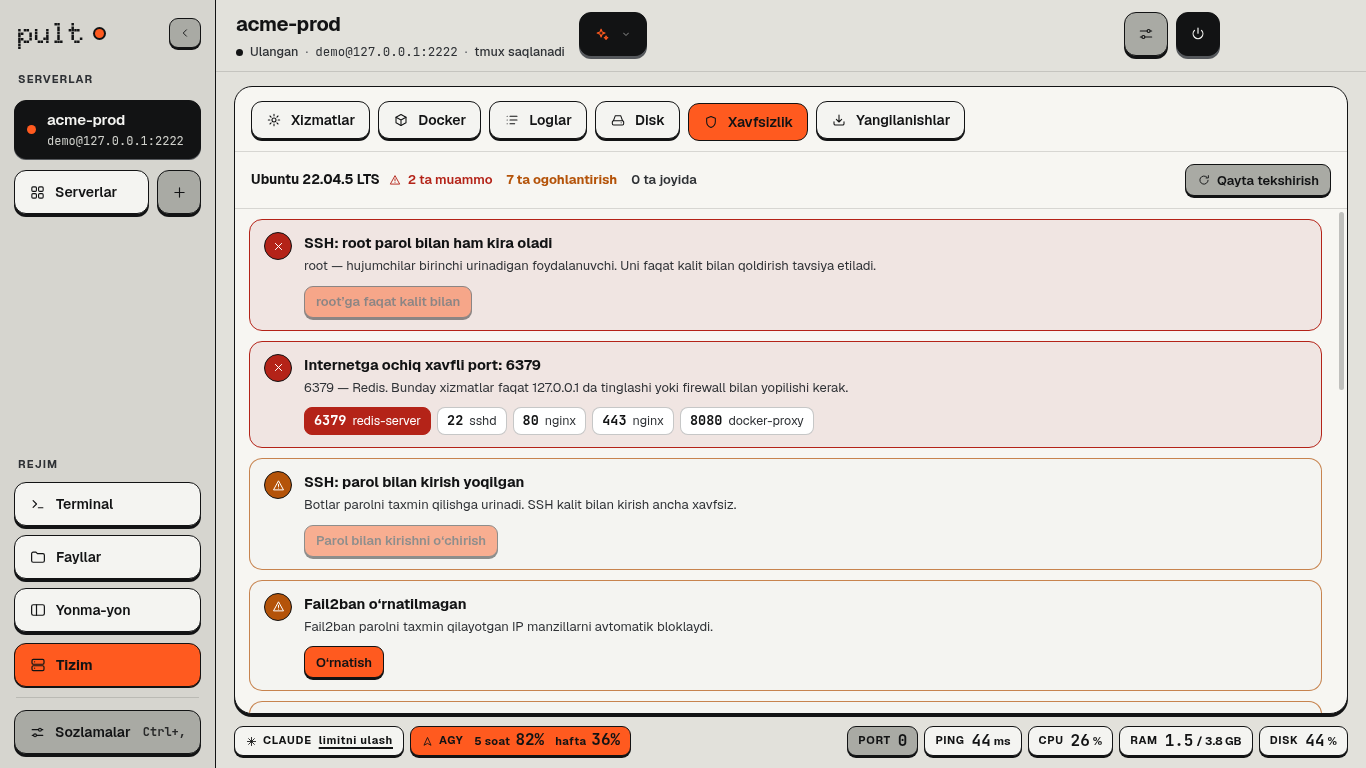 pult
SERVERLAR
acme-prod
demo@127.0.0.1:2222
Serverlar
REJIM
Terminal
Fayllar
Yonma-yon
Tizim
Sozlamalar Ctrl+,
acme-prod
Ulangan · demo@127.0.0.1:2222 · tmux saqlanadi
Xizmatlar Docker Loglar Disk Xavfsizlik Yangilanishlar
Ubuntu 22.04.5 LTS 2 ta muammo 7 ta ogohlantirish 0 ta joyida Qayta tekshirish
SSH: root parol bilan ham kira oladi
root — hujumchilar birinchi urinadigan foydalanuvchi. Uni faqat kalit bilan qoldirish tavsiya etiladi.
root'ga faqat kalit bilan
Internetga ochiq xavfli port: 6379
6379 — Redis. Bunday xizmatlar faqat 127.0.0.1 da tinglashi yoki firewall bilan yopilishi kerak.
6379 redis-server 22 sshd 80 nginx 443 nginx 8080 docker-proxy
SSH: parol bilan kirish yoqilgan
Botlar parolni taxmin qilishga urinadi. SSH kalit bilan kirish ancha xavfsiz.
Parol bilan kirishni oʻchirish
Fail2ban oʻrnatilmagan
Fail2ban parolni taxmin qilayotgan IP manzillarni avtomatik bloklaydi.
Oʻrnatish
CLAUDE limitni ulash AGY 5 soat 82% hafta 36% PORT 0 PING 44 ms CPU 26 % RAM 1.5 / 3.8 GB DISK 44 %